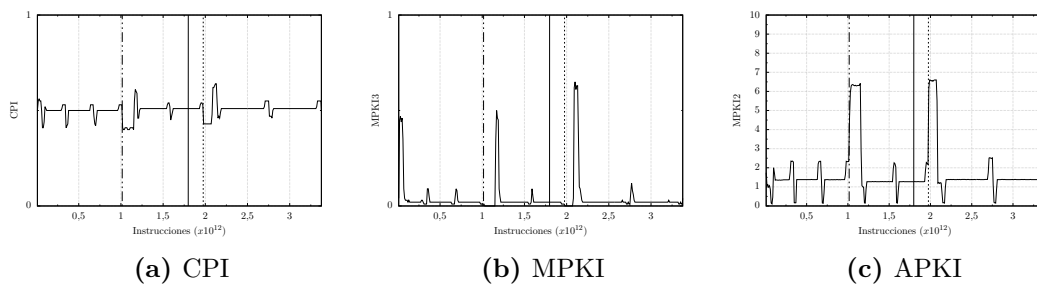 1
CPI
0
0,5 1 1,5 2 2,5 3
Instrucciones (x10^12)
(a) CPI
1
MPKI3
0
0,5 1 1,5 2 2,5 3
Instrucciones (x10^12)
(b) MPKI
10
9
8
7
6
5
4
3
2
1
0
MPKI2
0,5 1 1,5 2 2,5 3
Instrucciones (x10^12)
(c) APKI